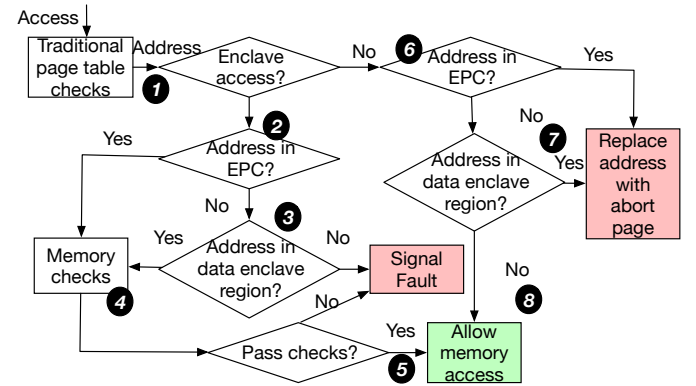 Access
Traditional
page table
checks
Address
1
Enclave
access?
No
6
Address in
EPC?
Yes
2
Address in
EPC?
Yes
No
No
7
Address in
data enclave
region?
Yes
Replace
address
with
abort
page
3
Yes
Address in
data enclave
region?
No
Memory
checks
4
Signal
Fault
No
8
No
Pass checks?
Yes
5
Allow
memory
access